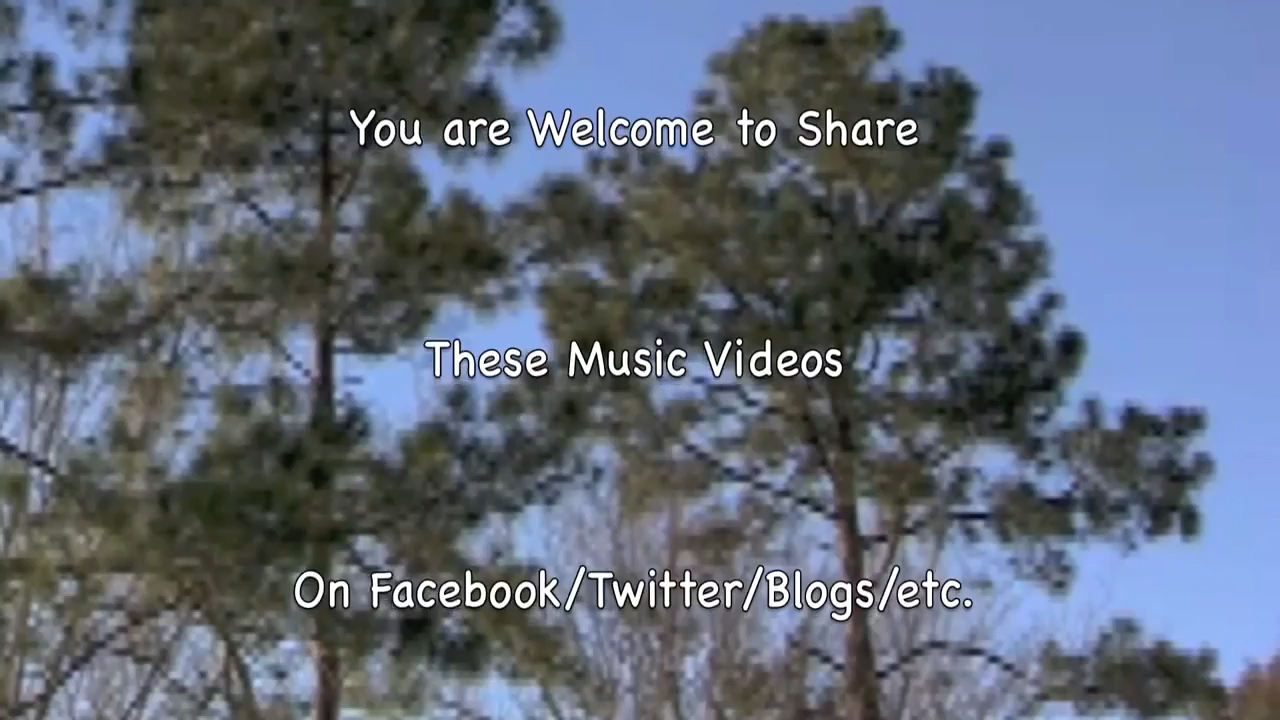 You are Welcome to Share
These Music Videos
On Facebook/Twitter/Blogs/etc.